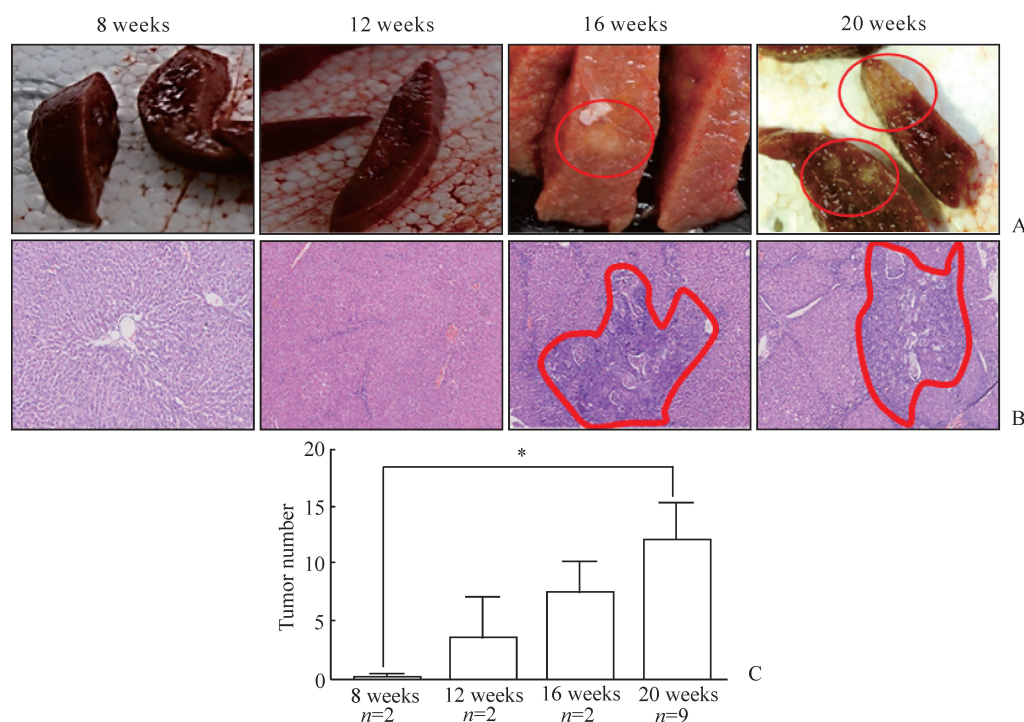 8 weeks 12 weeks 16 weeks 20 weeks
A
B
20
*
15
10
5
0
Tumor number
C
8 weeks 12 weeks 16 weeks 20 weeks
n=2 n=2 n=2 n=9